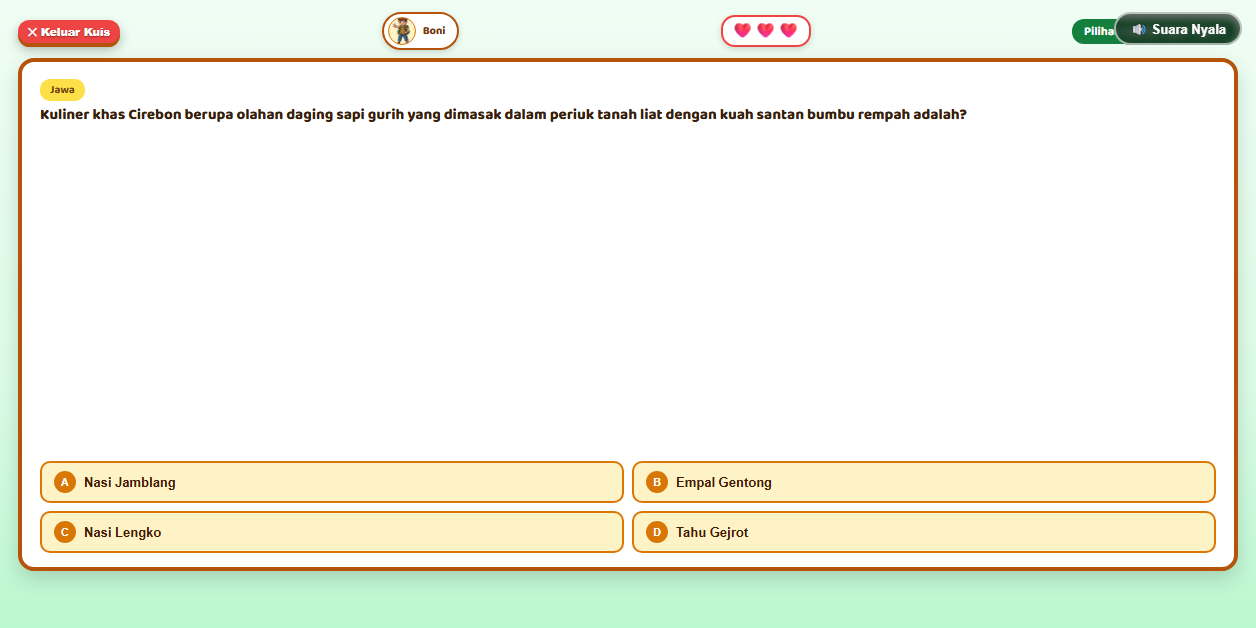 Keluar Kuis
Boni
Suara Nyala
Jawa
Kuliner khas Cirebon berupa olahan daging sapi gurih yang dimasak dalam periuk tanah liat dengan kuah santan bumbu rempah adalah?
A Nasi Jamblang
B Empal Gentong
C Nasi Lengko
D Tahu Gejrot